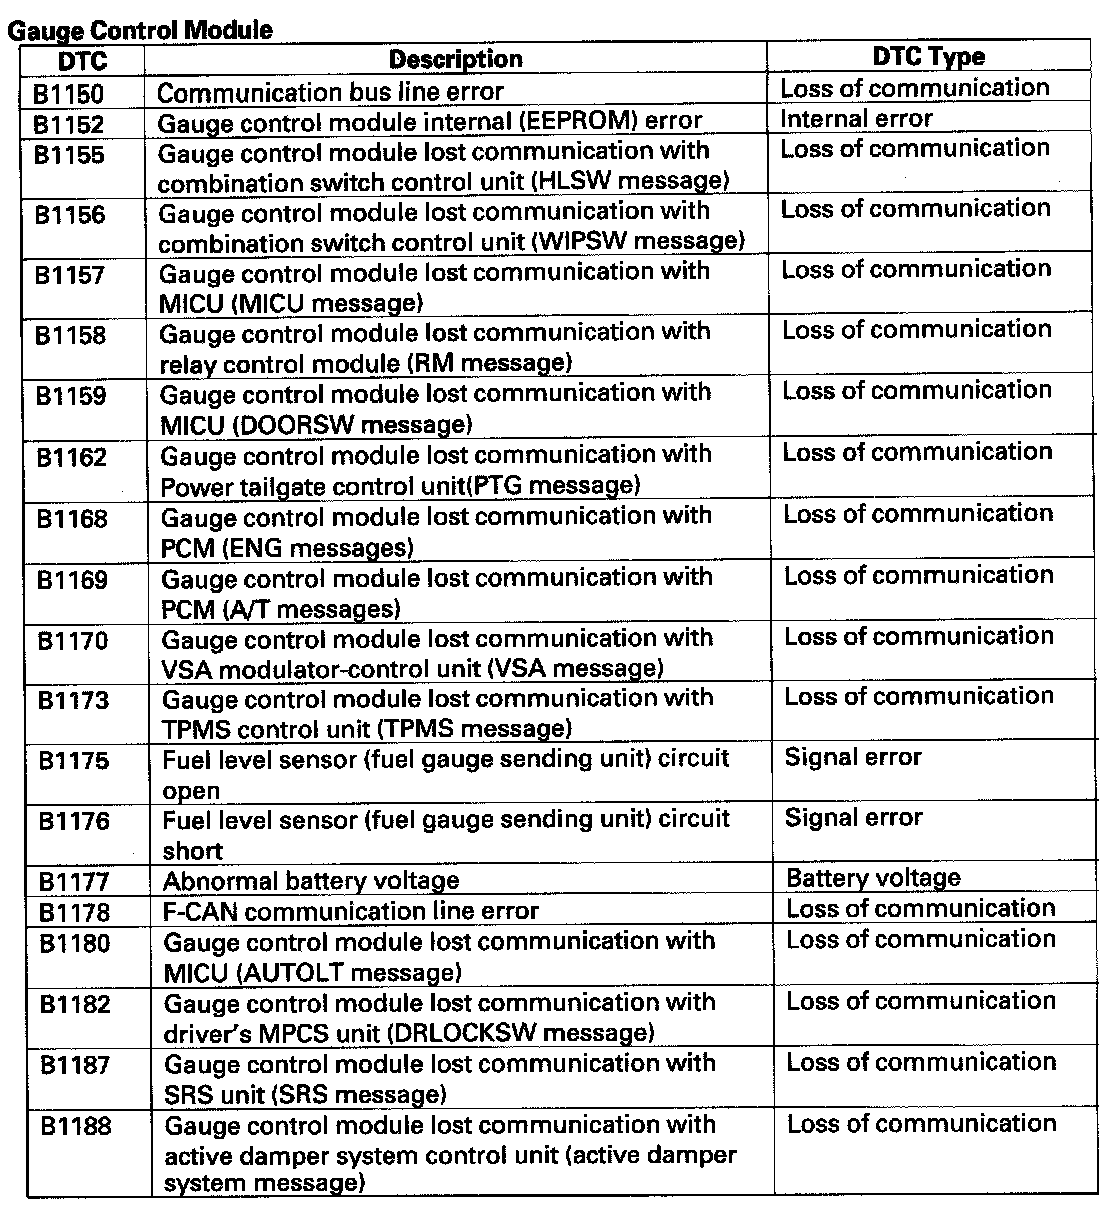 Gauge Control Module
DTC Description DTC Type
B1150 Communication bus line error Loss of communication
B1152 Gauge control module internal (EEPROM) error Internal error
B1155 Gauge control module lost communication with Loss of communication
combination switch control unit (HLSW message)
B1156 Gauge control module lost communication with Loss of communication
combination switch control unit (WIPSW message)
B1157 Gauge control module lost communication with Loss of communication
MICU (MICU message)
B1158 Gauge control module lost communication with Loss of communication
relay control module (RM message)
B1159 Gauge control module lost communication with Loss of communication
MICU (DOORSW message)
B1162 Gauge control module lost communication with Loss of communication
Power tailgate control unit(PTG message)
B1168 Gauge control module lost communication with Loss of communication
PCM (ENG messages)
B1169 Gauge control module lost communication with Loss of communication
PCM (A/T messages)
B1170 Gauge control module lost communication with Loss of communication
VSA modulator-control unit (VSA message)
B1173 Gauge control module lost communication with Loss of communication
TPMS control unit (TPMS message)
B1175 Fuel level sensor (fuel gauge sending unit) circuit Signal error
open
B1176 Fuel level sensor (fuel gauge sending unit) circuit Signal error
short
B1177 Abnormal battery voltage Battery voltage
B1178 F-CAN communication line error Loss of communication
B1180 Gauge control module lost communication with Loss of communication
MICU (AUTOLT message)
B1182 Gauge control module lost communication with Loss of communication
driver's MPCS unit (DRLOCKSW message)
B1187 Gauge control module lost communication with Loss of communication
SRS unit (SRS message)
B1188 Gauge control module lost communication with Loss of communication
active damper system control unit (active damper
system message)